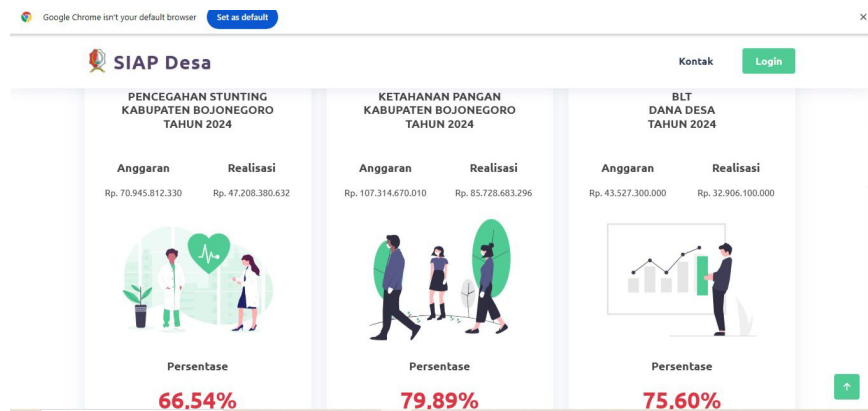 Google Chrome isn't your default browser Set as default
SIAP Desa
Kontak
Login
PENCEGAHAN STUNTING
KABUPATEN BOJONEGORO
TAHUN 2024
Anggaran Realisasi
Rp. 70.945.812.330 Rp. 47.208.380.632
Persentase
66,54%
KETAHANAN PANGAN
KABUPATEN BOJONEGORO
TAHUN 2024
Anggaran Realisasi
Rp. 107.314.670.010 Rp. 85.728.683.296
Persentase
79,89%
BLT
DANA DESA
TAHUN 2024
Anggaran Realisasi
Rp. 43.527.300.000 Rp. 32.906.100.000
Persentase
75,60%